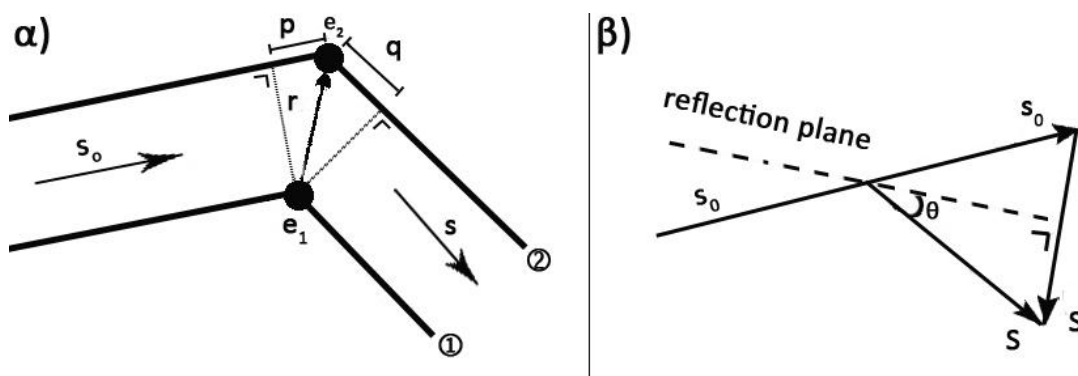 α)
p
e₂
q
r
s₀
e₁
s
②
①
β)
reflection plane
s₀
s₀
θ
S
S